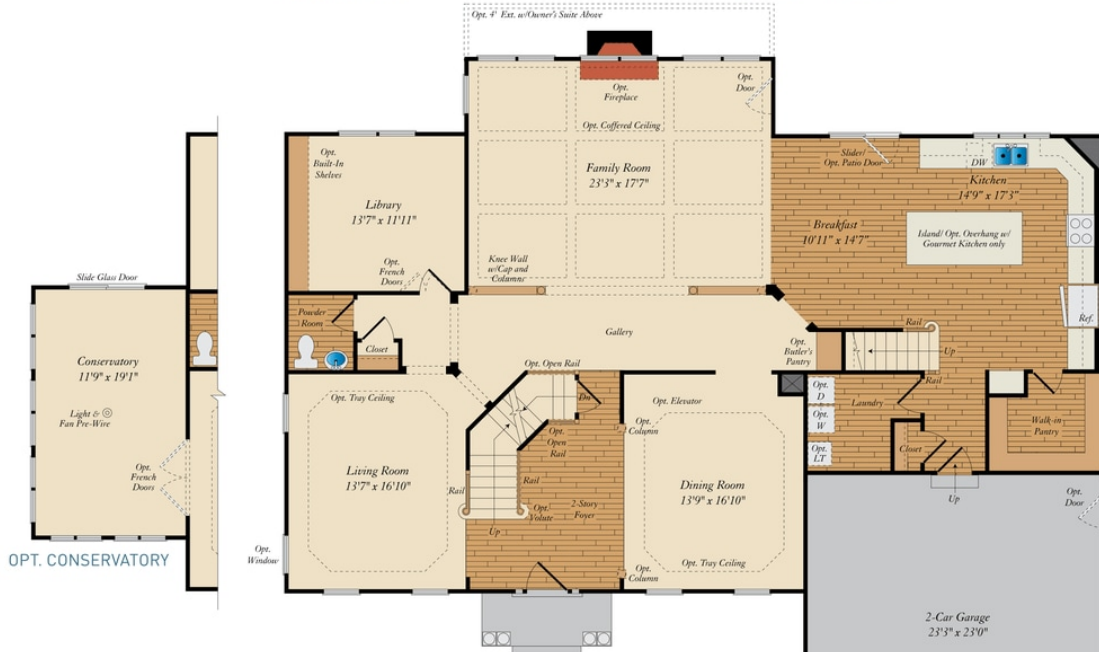 Opt. 4' Ext. w/Owner's Suite Above
Opt.
Fireplace
Opt.
Door
Opt. Coffered Ceiling
Family Room
23'3" x 17'7"
Opt.
Built-In
Shelves
Library
13'7" x 11'11"
Opt.
French
Doors
Knee Wall
w/Cap and
Columns
Slider/
Opt. Patio Door
DW
Kitchen
14'9" x 17'3"
Breakfast
10'11" x 14'7"
Island/ Opt. Overhang w/
Gourmet Kitchen only
Ref.
Slide Glass Door
Conservatory
11'9" x 19'1"
Light &
Fan Pre-Wire
Opt.
French
Doors
OPT. CONSERVATORY
Powder
Room
Closet
Gallery
Opt. Open Rail
Opt.
Butler's
Pantry
Rail
Up
Rail
Opt. Tray Ceiling
Living Room
13'7" x 16'10"
Opt.
Window
Dn
Opt.
Open
Rail
Rail
Rail
Opt.
Volute
Up
2-Story
Foyer
Opt. Elevator
Opt.
Column
Dining Room
13'9" x 16'10"
Opt. Tray Ceiling
Opt.
Column
Opt.
D
Opt.
W
Opt.
LT
Laundry
Closet
Up
Walk-in
Pantry
Opt.
Door
2-Car Garage
23'3" x 23'0"